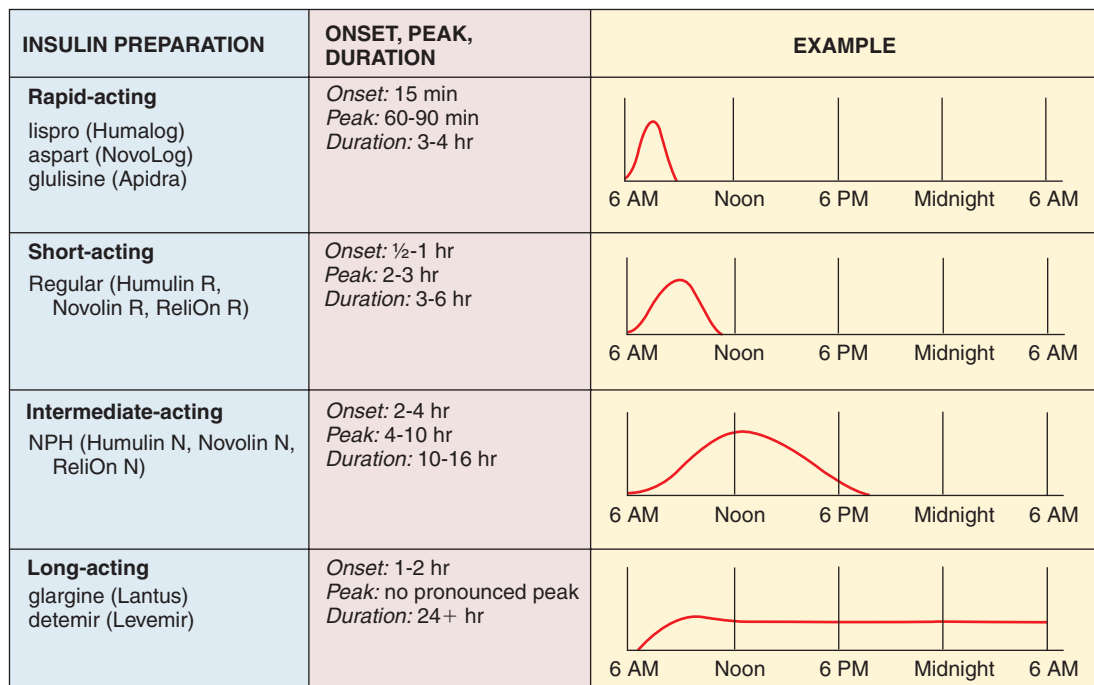 INSULIN PREPARATION
ONSET, PEAK,
DURATION
EXAMPLE
Rapid-acting
lispro (Humalog)
aspart (NovoLog)
glulisine (Apidra)
Onset: 15 min
Peak: 60-90 min
Duration: 3-4 hr
6 AM Noon 6 PM Midnight 6 AM
Short-acting
Regular (Humulin R,
Novolin R, ReliOn R)
Onset: ½-1 hr
Peak: 2-3 hr
Duration: 3-6 hr
6 AM Noon 6 PM Midnight 6 AM
Intermediate-acting
NPH (Humulin N, Novolin N,
ReliOn N)
Onset: 2-4 hr
Peak: 4-10 hr
Duration: 10-16 hr
6 AM Noon 6 PM Midnight 6 AM
Long-acting
glargine (Lantus)
detemir (Levemir)
Onset: 1-2 hr
Peak: no pronounced peak
Duration: 24+ hr
6 AM Noon 6 PM Midnight 6 AM